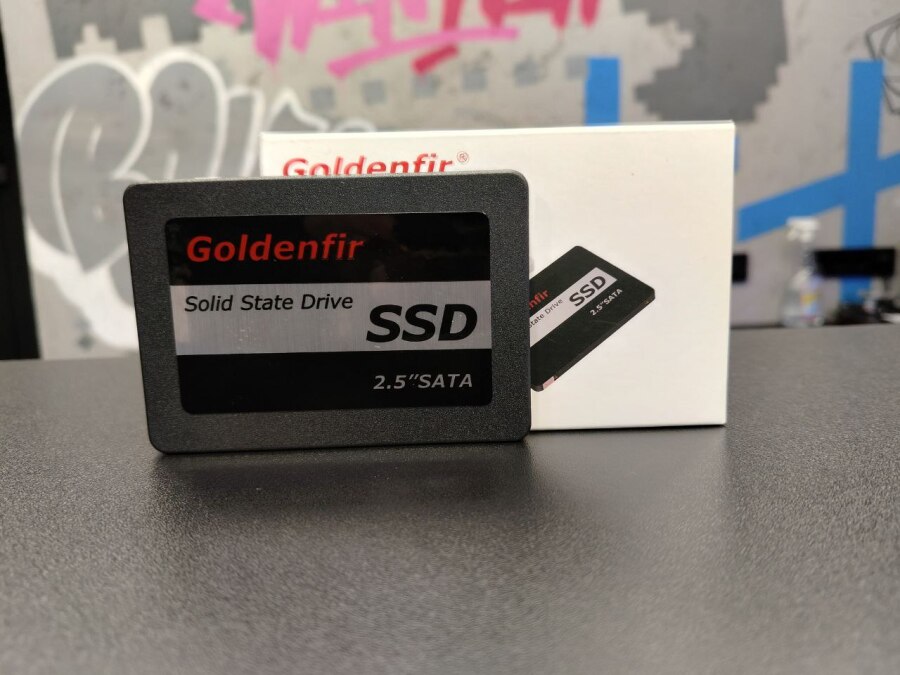 Goldenfir®
Goldenfir
Solid State Drive
SSD
2.5"SATA
SSD
2.5"SATA